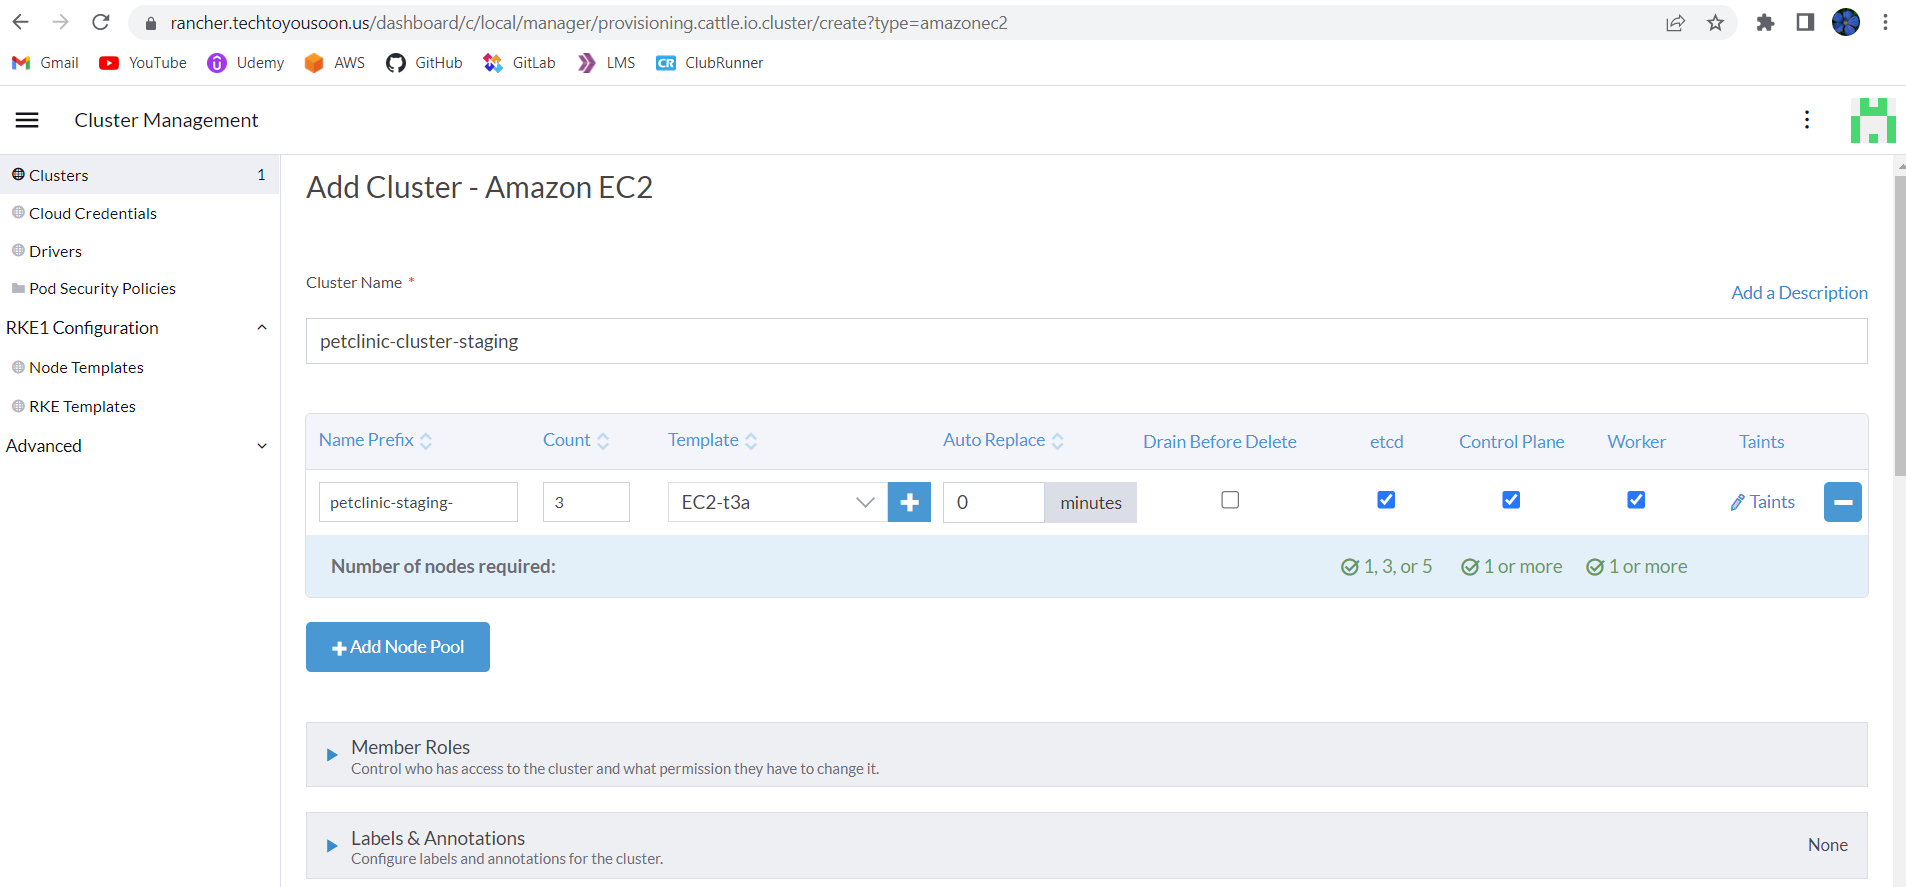 rancher.techtoyousoon.us/dashboard/c/local/manager/provisioning.cattle.io.cluster/create?type=amazonec2
Gmail YouTube Udemy AWS GitHub GitLab LMS CR ClubRunner
Cluster Management
Clusters 1
Cloud Credentials
Drivers
Pod Security Policies
RKE1 Configuration
Node Templates
RKE Templates
Advanced
Add Cluster - Amazon EC2
Cluster Name *
Add a Description
petclinic-cluster-staging
Name Prefix Count Template Auto Replace Drain Before Delete etcd Control Plane Worker Taints
petclinic-staging- 3 EC2-t3a 0 minutes Taints
Number of nodes required: 1, 3, or 5 1 or more 1 or more
Add Node Pool
Member Roles
Control who has access to the cluster and what permission they have to change it.
Labels & Annotations
Configure labels and annotations for the cluster.
None